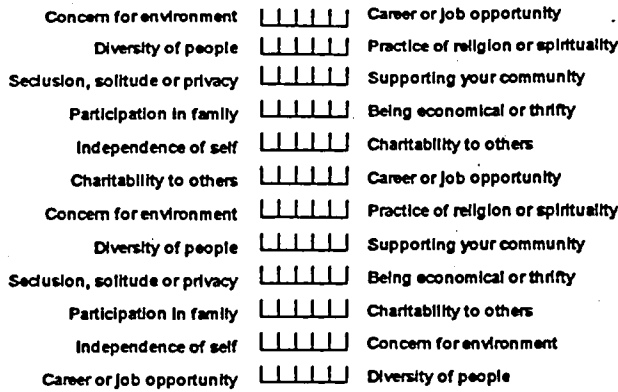 Concern for environment Career or job opportunity
Diversity of people Practice of religion or spirituality
Seclusion, solitude or privacy Supporting your community
Participation in family Being economical or thrifty
Independence of self Charitability to others
Charitability to others Career or job opportunity
Concern for environment Practice of religion or spirituality
Diversity of people Supporting your community
Seclusion, solitude or privacy Being economical or thrifty
Participation in family Charitability to others
Independence of self Concern for environment
Career or job opportunity Diversity of people